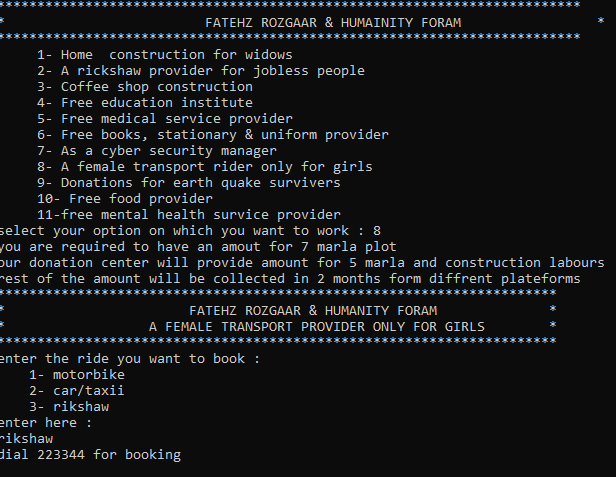 *************************************************************************
* FATEHZ ROZGAAR & HUMAINITY FORAM *
*************************************************************************
1- Home  construction for widows
2- A rickshaw provider for jobless people
3- Coffee shop construction
4- Free education institute
5- Free medical service provider
6- Free books, stationary & uniform provider
7- As a cyber security manager
8- A female transport rider only for girls
9- Donations for earth quake survivers
10- Free food provider
11-free mental health survice provider
select your option on which you want to work : 8
you are required to have an amout for 7 marla plot
our donation center will provide amount for 5 marla and construction labours
rest of the amount will be collected in 2 months form diffrent plateforms
**********************************************************************
* FATEHZ ROZGAAR & HUMANITY FORAM *
* A FEMALE TRANSPORT PROVIDER ONLY FOR GIRLS *
**********************************************************************
enter the ride you want to book :
1- motorbike
2- car/taxii
3- rikshaw
enter here :
rikshaw
dial 223344 for booking